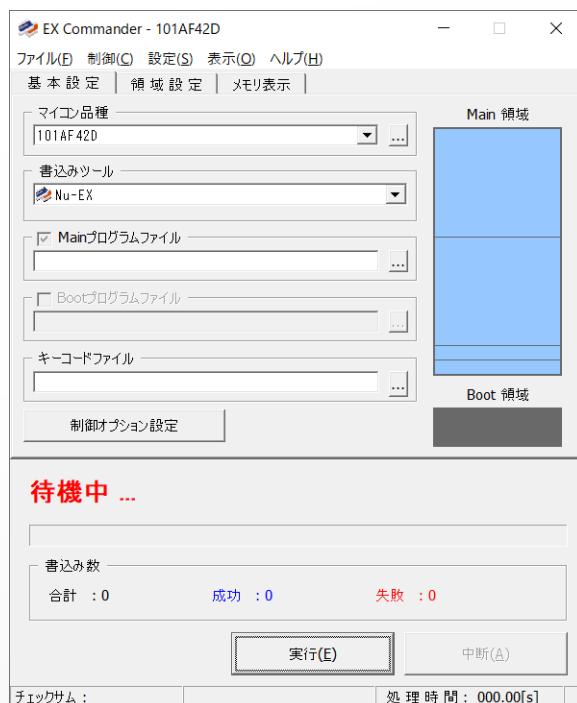 EX Commander - 101AF42D
ファイル(F) 制御(C) 設定(S) 表示(O) ヘルプ(H)
基本設定 領域設定 メモリ表示
マイコン品種
101AF42D
...
書込みツール
Nu-EX
Mainプログラムファイル
...
Bootプログラムファイル
...
キーコードファイル
...
制御オプション設定
Main 領域
Boot 領域
待機中 ...
書込み数
合計 :0 成功 :0 失敗 :0
実行(E) 中断(A)
チェックサム : 処理時間 : 000.00[s]